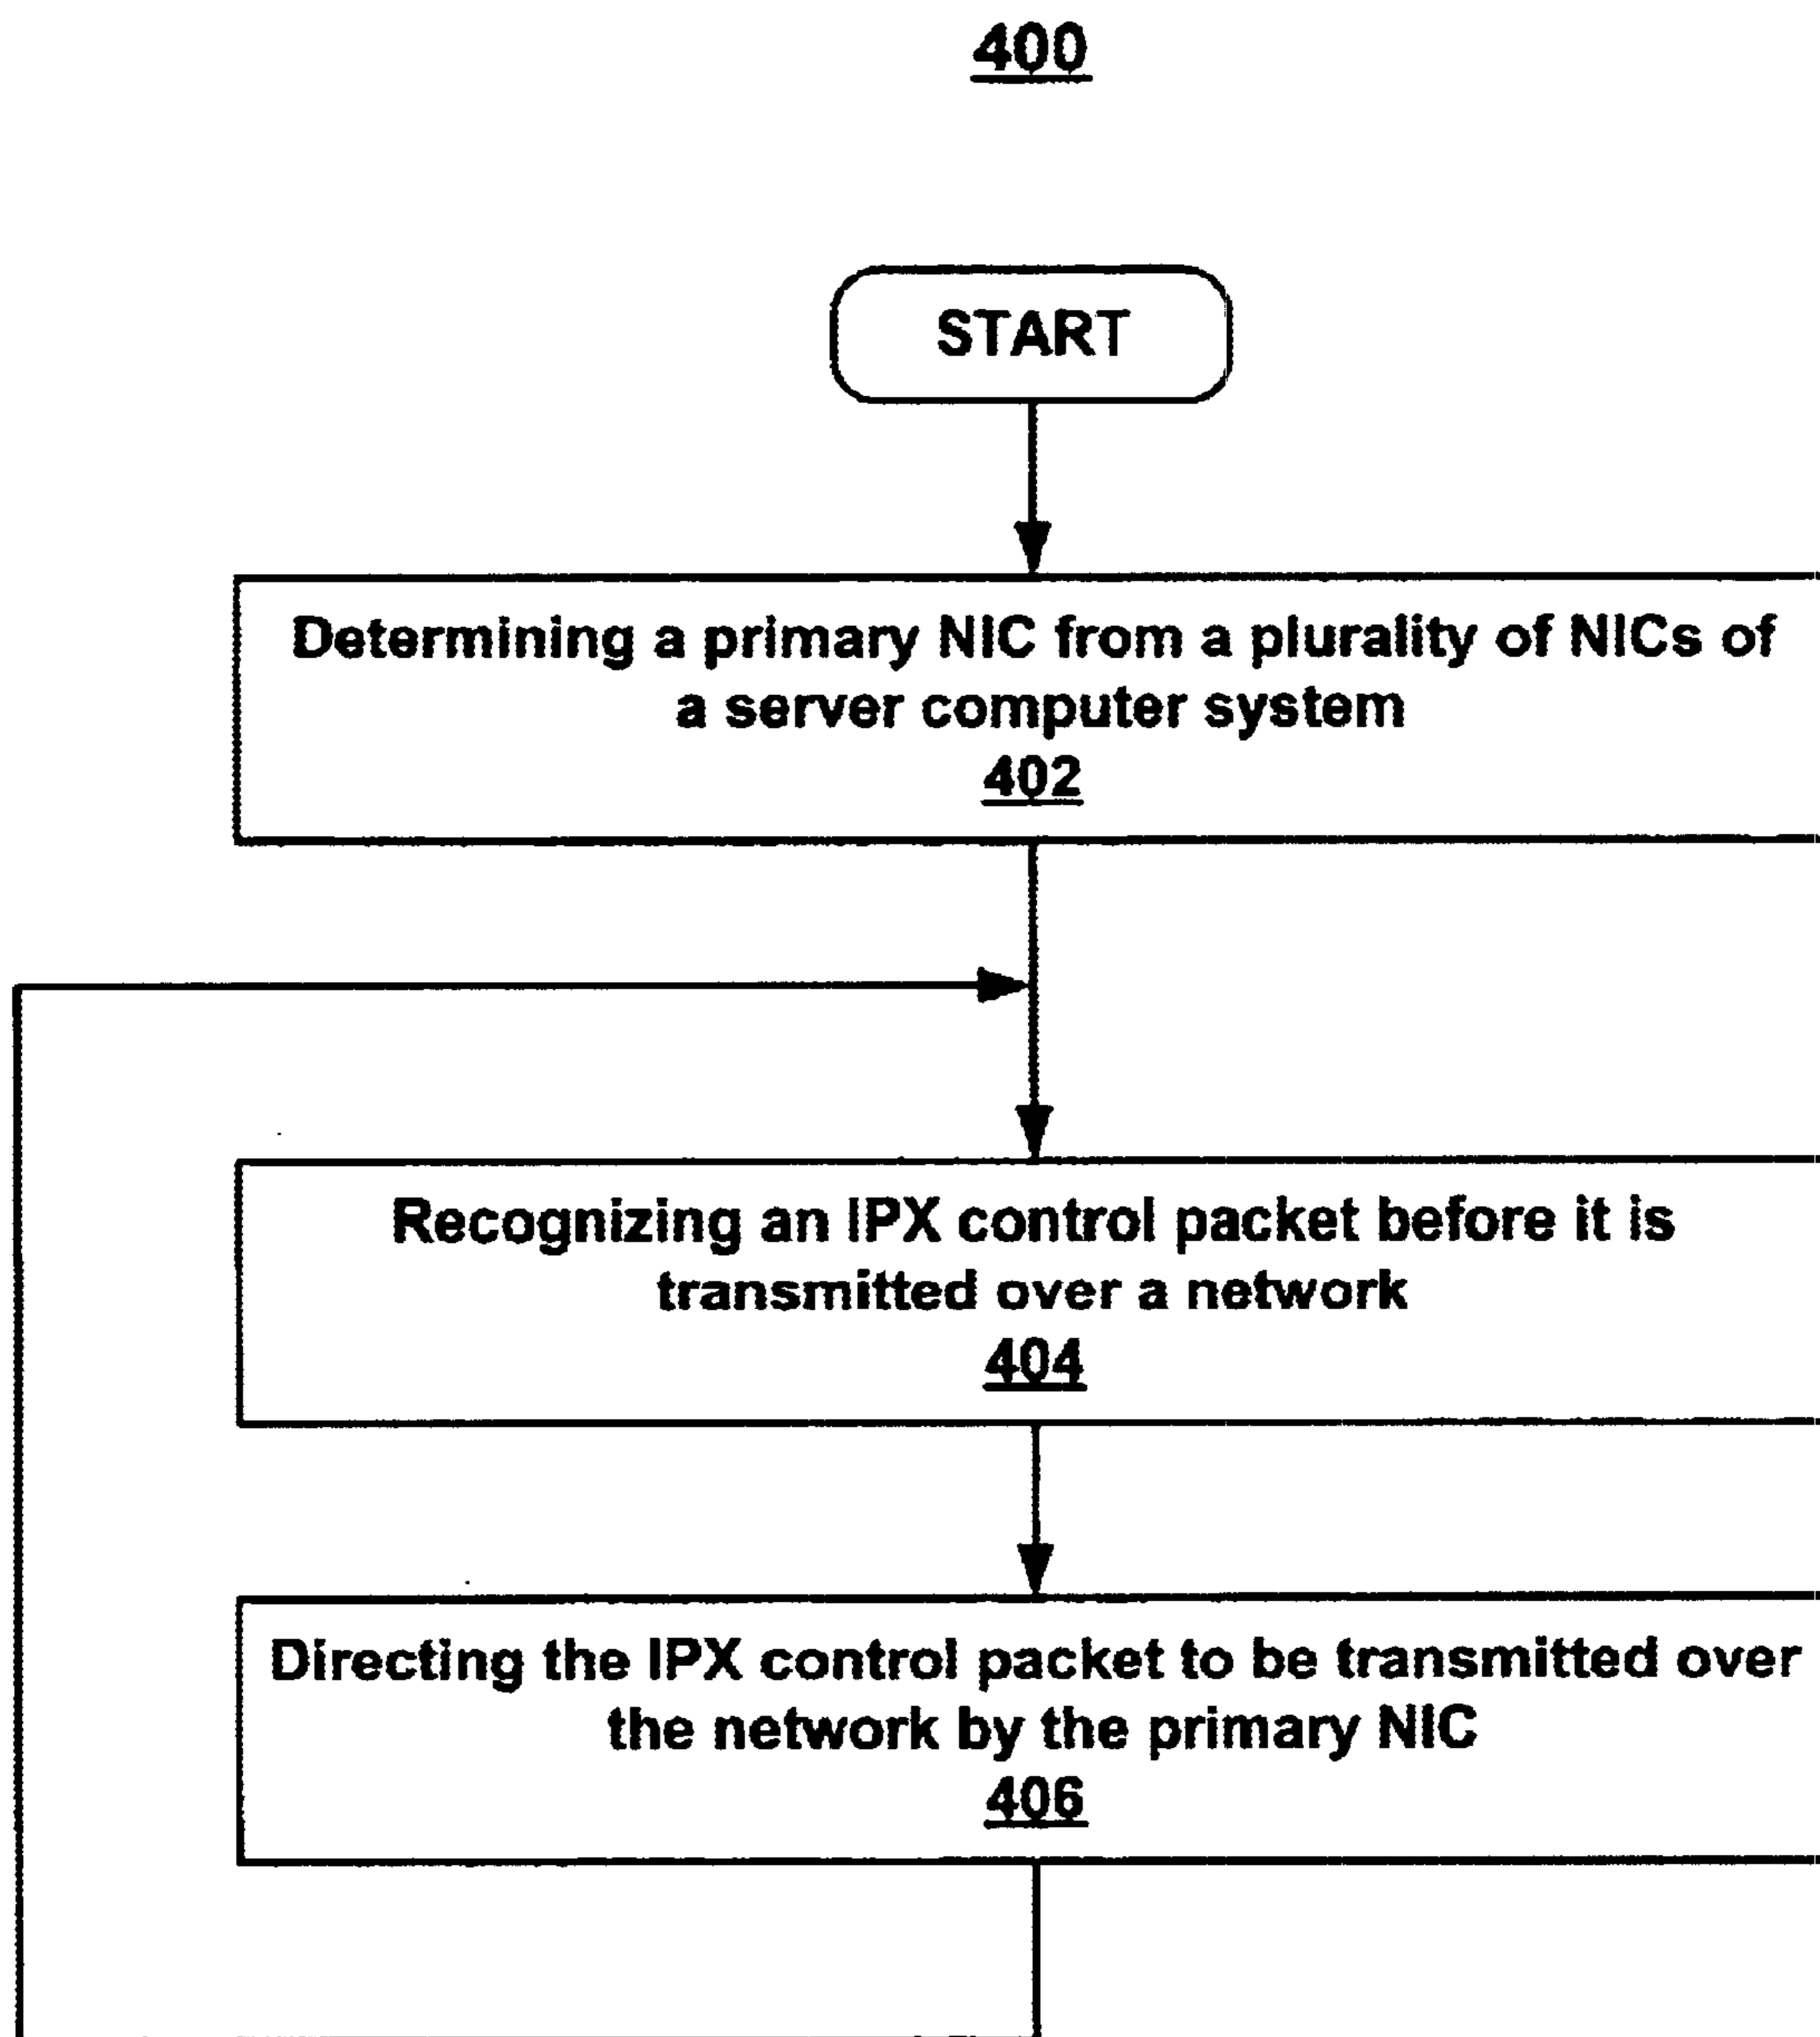 400
START
Determining a primary NIC from a plurality of NICs of
a server computer system
402
Recognizing an IPX control packet before it is
transmitted over a network
404
Directing the IPX control packet to be transmitted over
the network by the primary NIC
406